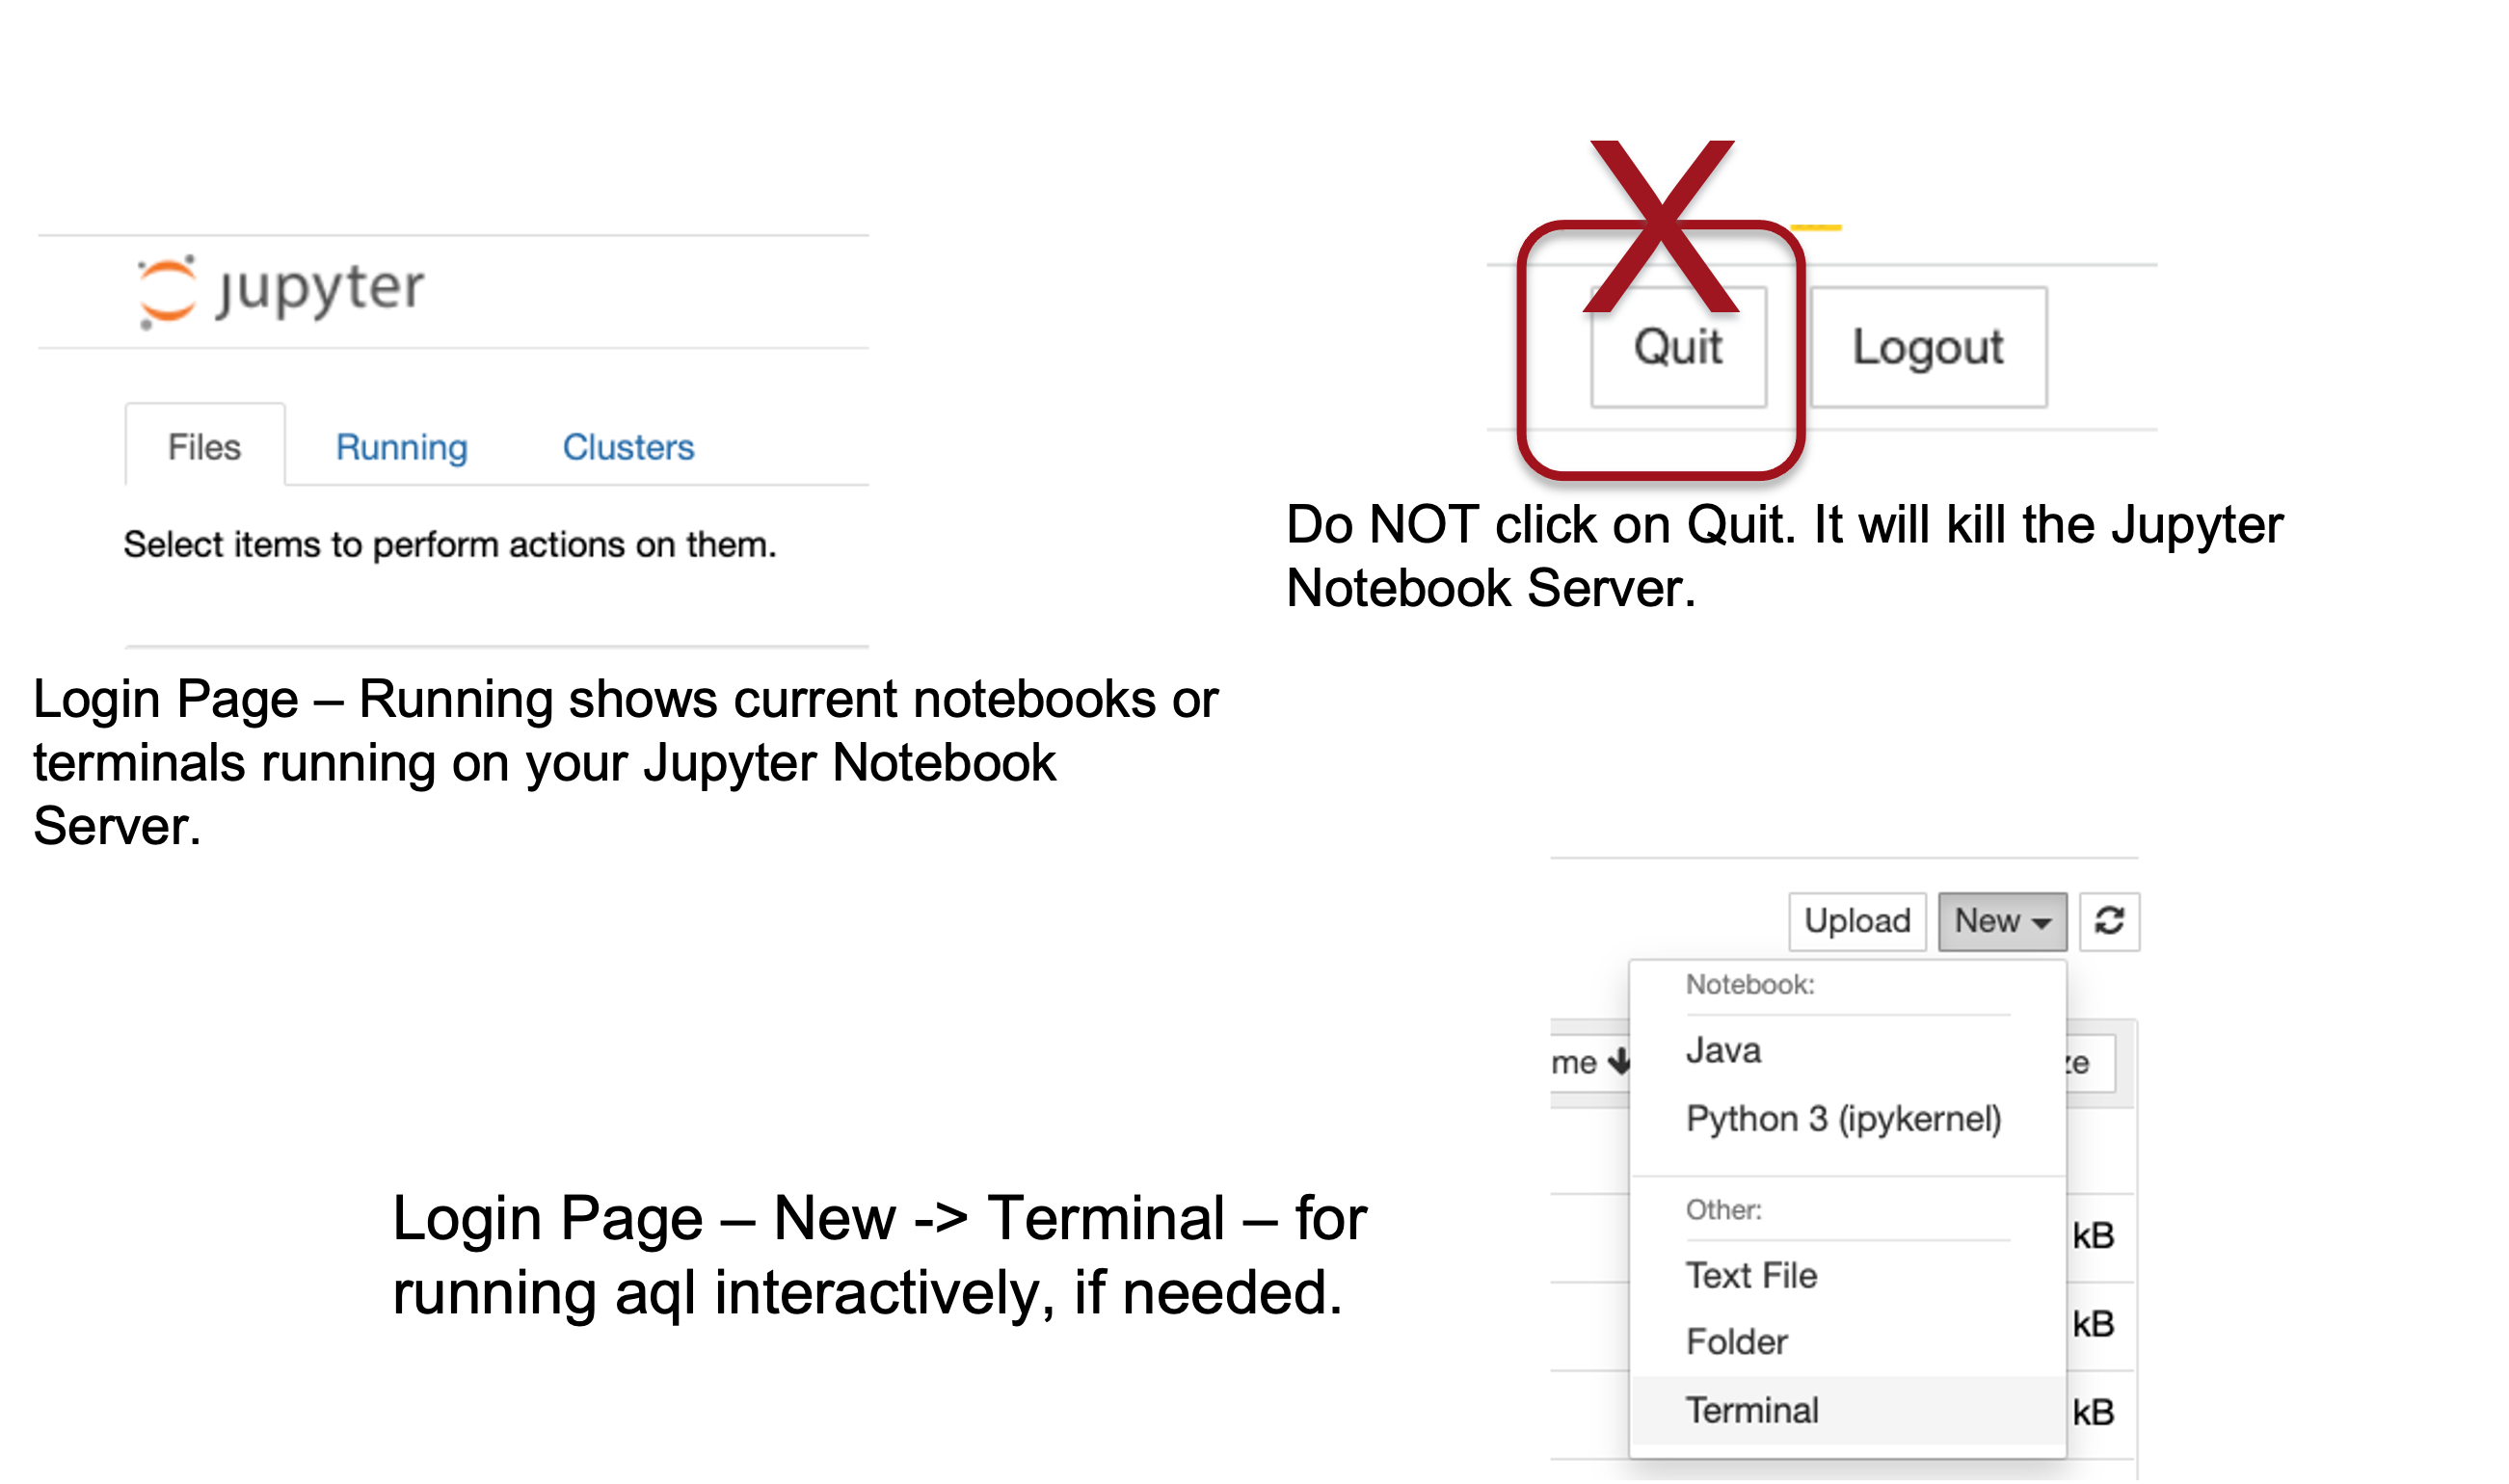 jupyter
Files Running Clusters
Select items to perform actions on them.
Login Page – Running shows current notebooks or
terminals running on your Jupyter Notebook
Server.
X
Quit Logout
Do NOT click on Quit. It will kill the Jupyter
Notebook Server.
Login Page – New -> Terminal – for
running aql interactively, if needed.
Upload New
Notebook:
me ze
Java
Python 3 (ipykernel)
Other:
kB
Text File
kB
Folder
Terminal kB